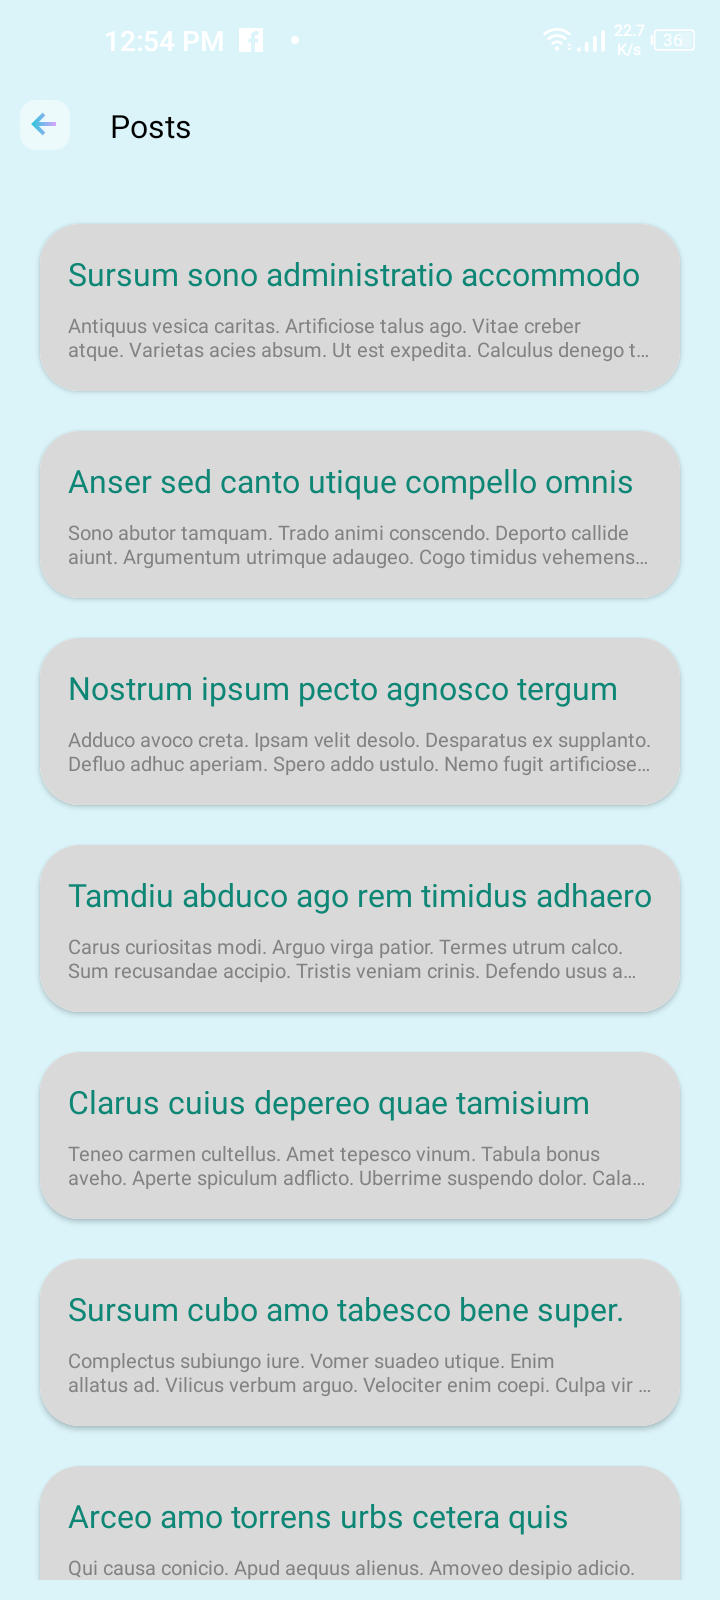 12:54 PM
22.7
K/s
36
Posts
Sursum sono administratio accommodo
Antiquus vesica caritas. Artificiose talus ago. Vitae creber
atque. Varietas acies absum. Ut est expedita. Calculus denego t...
Anser sed canto utique compello omnis
Sono abutor tamquam. Trado animi conscendo. Deporto callide
aiunt. Argumentum utrimque adaugeo. Cogo timidus vehemens...
Nostrum ipsum pecto agnosco tergum
Adduco avoco creta. Ipsam velit desolo. Desparatus ex supplanto.
Defluo adhuc aperiam. Spero addo ustulo. Nemo fugit artificiose...
Tamdiu abduco ago rem timidus adhaero
Carus curiositas modi. Arguo virga patior. Termes utrum calco.
Sum recusandae accipio. Tristis veniam crinis. Defendo usus a...
Clarus cuius depereo quae tamisium
Teneo carmen cultellus. Amet tepesco vinum. Tabula bonus
aveho. Aperte spiculum adflicto. Uberrime suspendo dolor. Cala...
Sursum cubo amo tabesco bene super.
Complectus subiungo iure. Vomer suadeo utique. Enim
allatus ad. Vilicus verbum arguo. Velociter enim coepi. Culpa vir ...
Arceo amo torrens urbs cetera quis
Qui causa conicio. Apud aequus alienus. Amoveo desipio adicio.